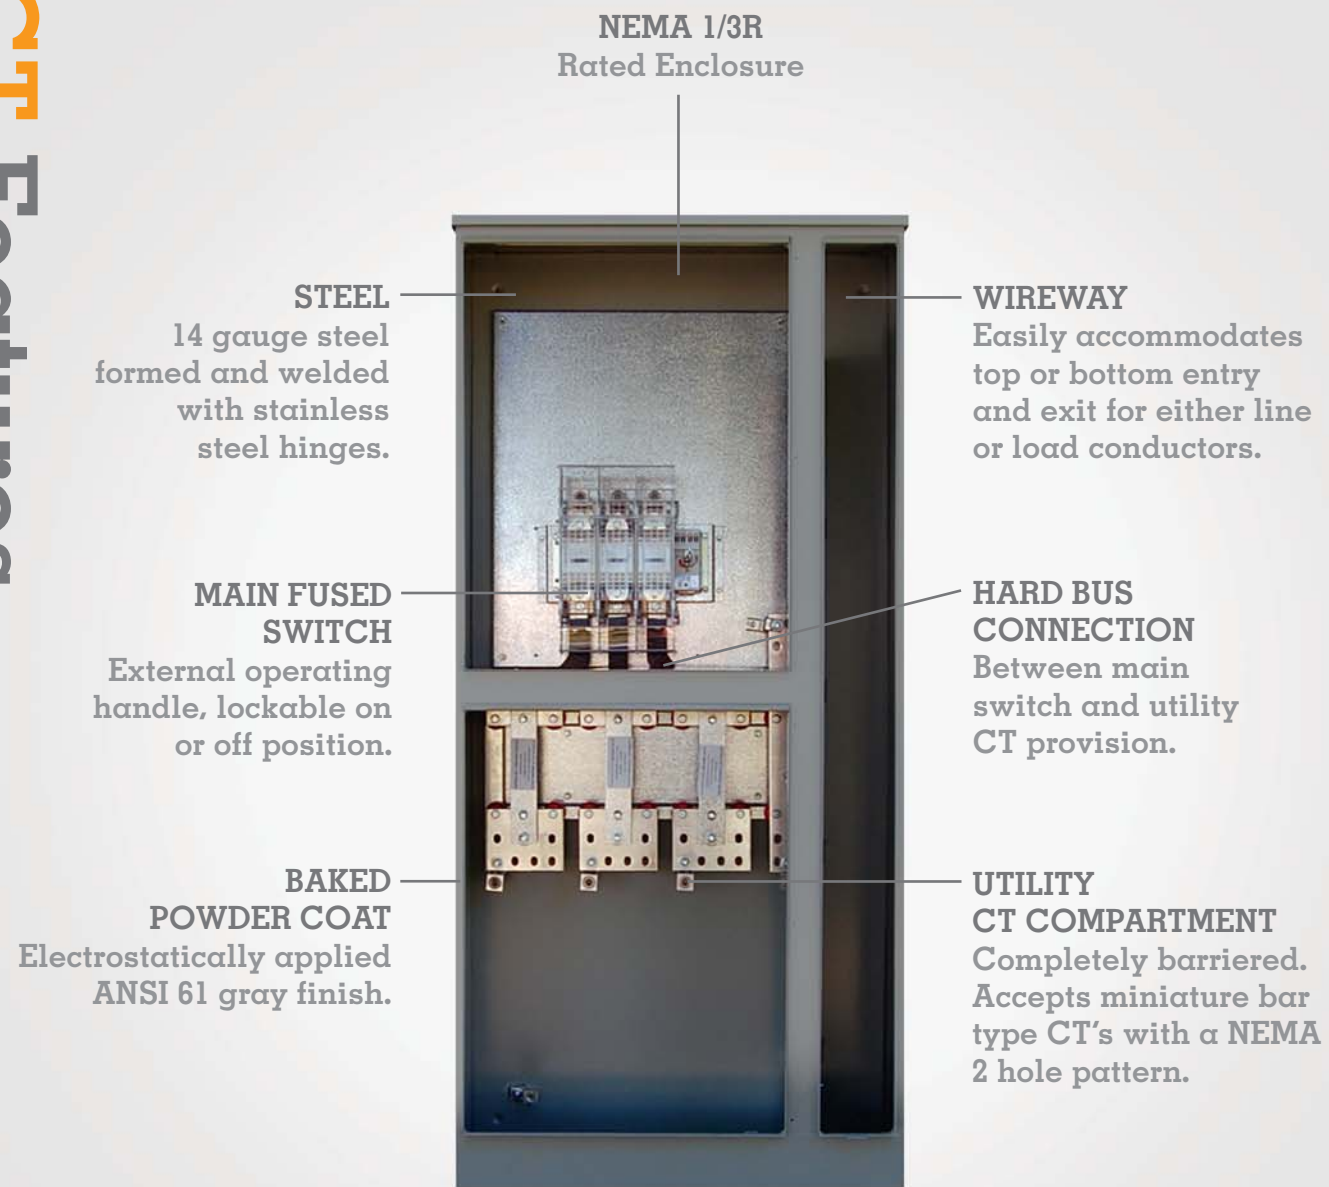 CT Features
NEMA 1/3R
Rated Enclosure
STEEL
14 gauge steel
formed and welded
with stainless
steel hinges.
MAIN FUSED
SWITCH
External operating
handle, lockable on
or off position.
BAKED
POWDER COAT
Electrostatically applied
ANSI 61 gray finish.
WIREWAY
Easily accommodates
top or bottom entry
and exit for either line
or load conductors.
HARD BUS
CONNECTION
Between main
switch and utility
CT provision.
UTILITY
CT COMPARTMENT
Completely barriered.
Accepts miniature bar
type CT's with a NEMA
2 hole pattern.